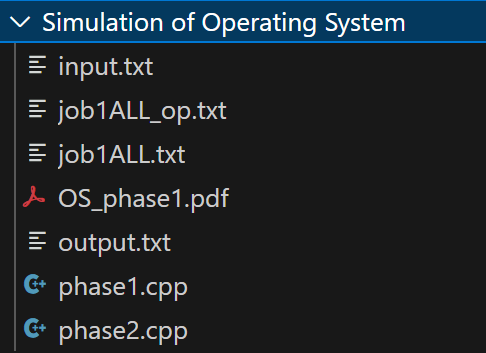 Simulation of Operating System
input.txt
job1ALL_op.txt
job1ALL.txt
OS_phase1.pdf
output.txt
phase1.cpp
phase2.cpp